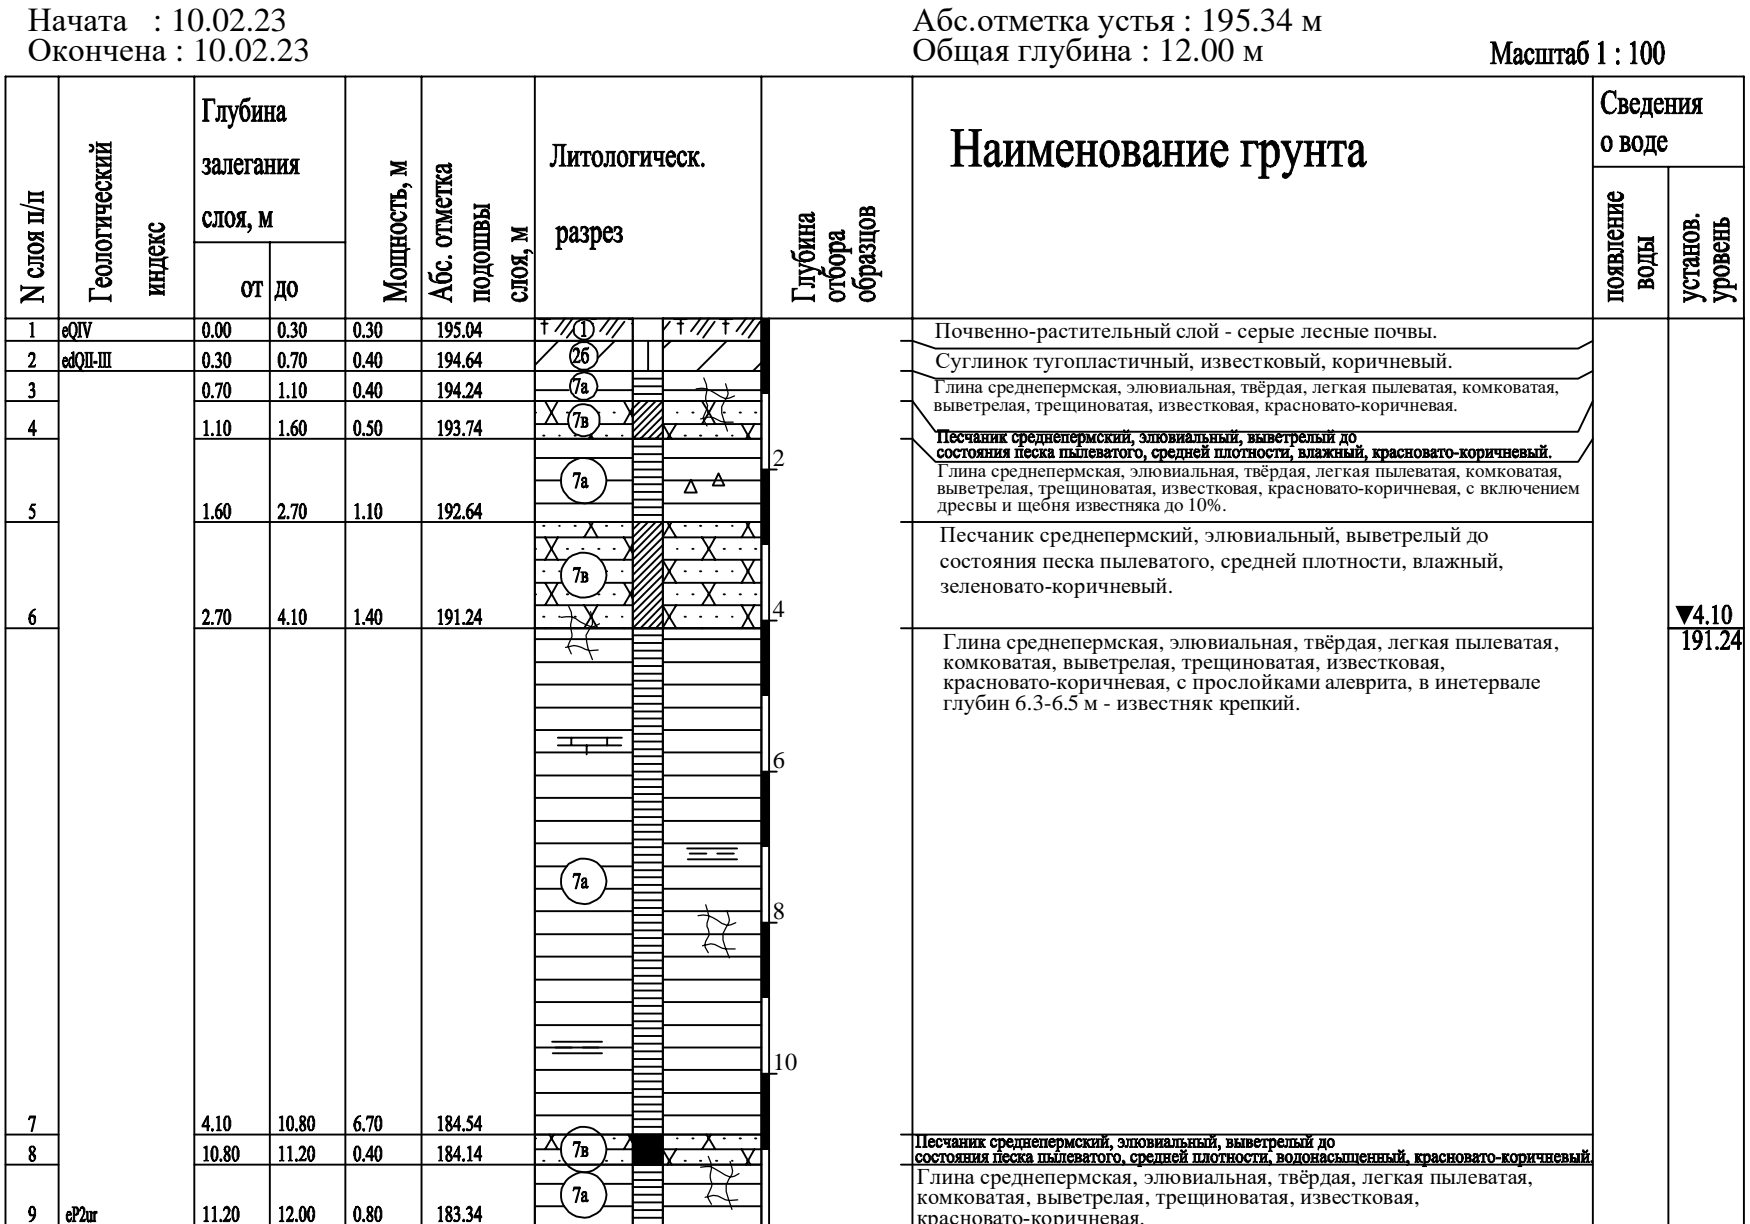 Начата : 10.02.23
Окончена : 10.02.23
Абс.отметка устья : 195.34 м
Общая глубина : 12.00 м
Масштаб 1 : 100
N слоя п/п
Геологический
индекс
Глубина
залегания
слоя, м
от до
Мощность, м
Абс. отметка
подошвы
слоя, м
Литологическ.
разрез
Глубина
отбора
образцов
Наименование грунта
Сведения
о воде
появление
воды
установ.
уровень
1 eQIV 0.00 0.30 0.30 195.04 1
Почвенно-растительный слой - серые лесные почвы.
2 edQII-III 0.30 0.70 0.40 194.64 2б
Суглинок тугопластичный, известковый, коричневый.
3 0.70 1.10 0.40 194.24 7а
Глина среднепермская, элювиальная, твёрдая, легкая пылеватая, комковатая,
выветрелая, трещиноватая, известковая, красновато-коричневая.
4 1.10 1.60 0.50 193.74 7в
Песчаник среднепермский, элювиальный, выветрелый до
состояния песка пылеватого, средней плотности, влажный, красновато-коричневый.
2
5 1.60 2.70 1.10 192.64 7а
Глина среднепермская, элювиальная, твёрдая, легкая пылеватая, комковатая,
выветрелая, трещиноватая, известковая, красновато-коричневая, с включением
дресвы и щебня известняка до 10%.
6 2.70 4.10 1.40 191.24 7в
Песчаник среднепермский, элювиальный, выветрелый до
состояния песка пылеватого, средней плотности, влажный,
зеленовато-коричневый.
4
▼4.10
191.24
Глина среднепермская, элювиальная, твёрдая, легкая пылеватая,
комковатая, выветрелая, трещиноватая, известковая,
красновато-коричневая, с прослойками алеврита, в инетервале
глубин 6.3-6.5 м - известняк крепкий.
6
7а
8
10
7 4.10 10.80 6.70 184.54
8 10.80 11.20 0.40 184.14 7в
Песчаник среднепермский, элювиальный, выветрелый до
состояния песка пылеватого, средней плотности, водонасыщенный, красновато-коричневый.
9 eP2ur 11.20 12.00 0.80 183.34 7а
Глина среднепермская, элювиальная, твёрдая, легкая пылеватая,
комковатая, выветрелая, трещиноватая, известковая,
красновато-коричневая.